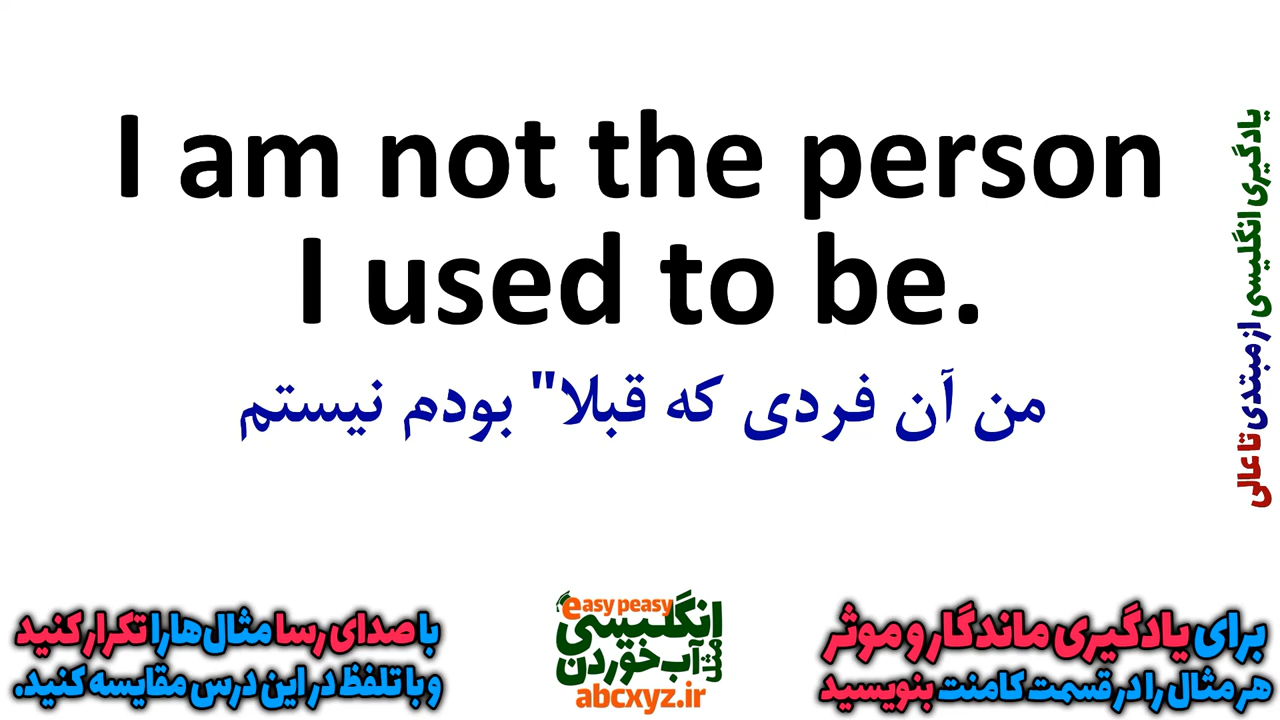 I am not the person
I used to be.
من آن فردی که قبلا" بودم نیستم
یادگیری انگلیسی از مبتدی تا عالی
با صدای رسا مثال‌ها را تکرار کنید
و با تلفظ در این درس مقایسه کنید.
easy peasy
انگلیسی
مثل آب خوردن
abcxyz.ir
برای یادگیری ماندگار و موثر
هر مثال را در قسمت کامنت بنویسید